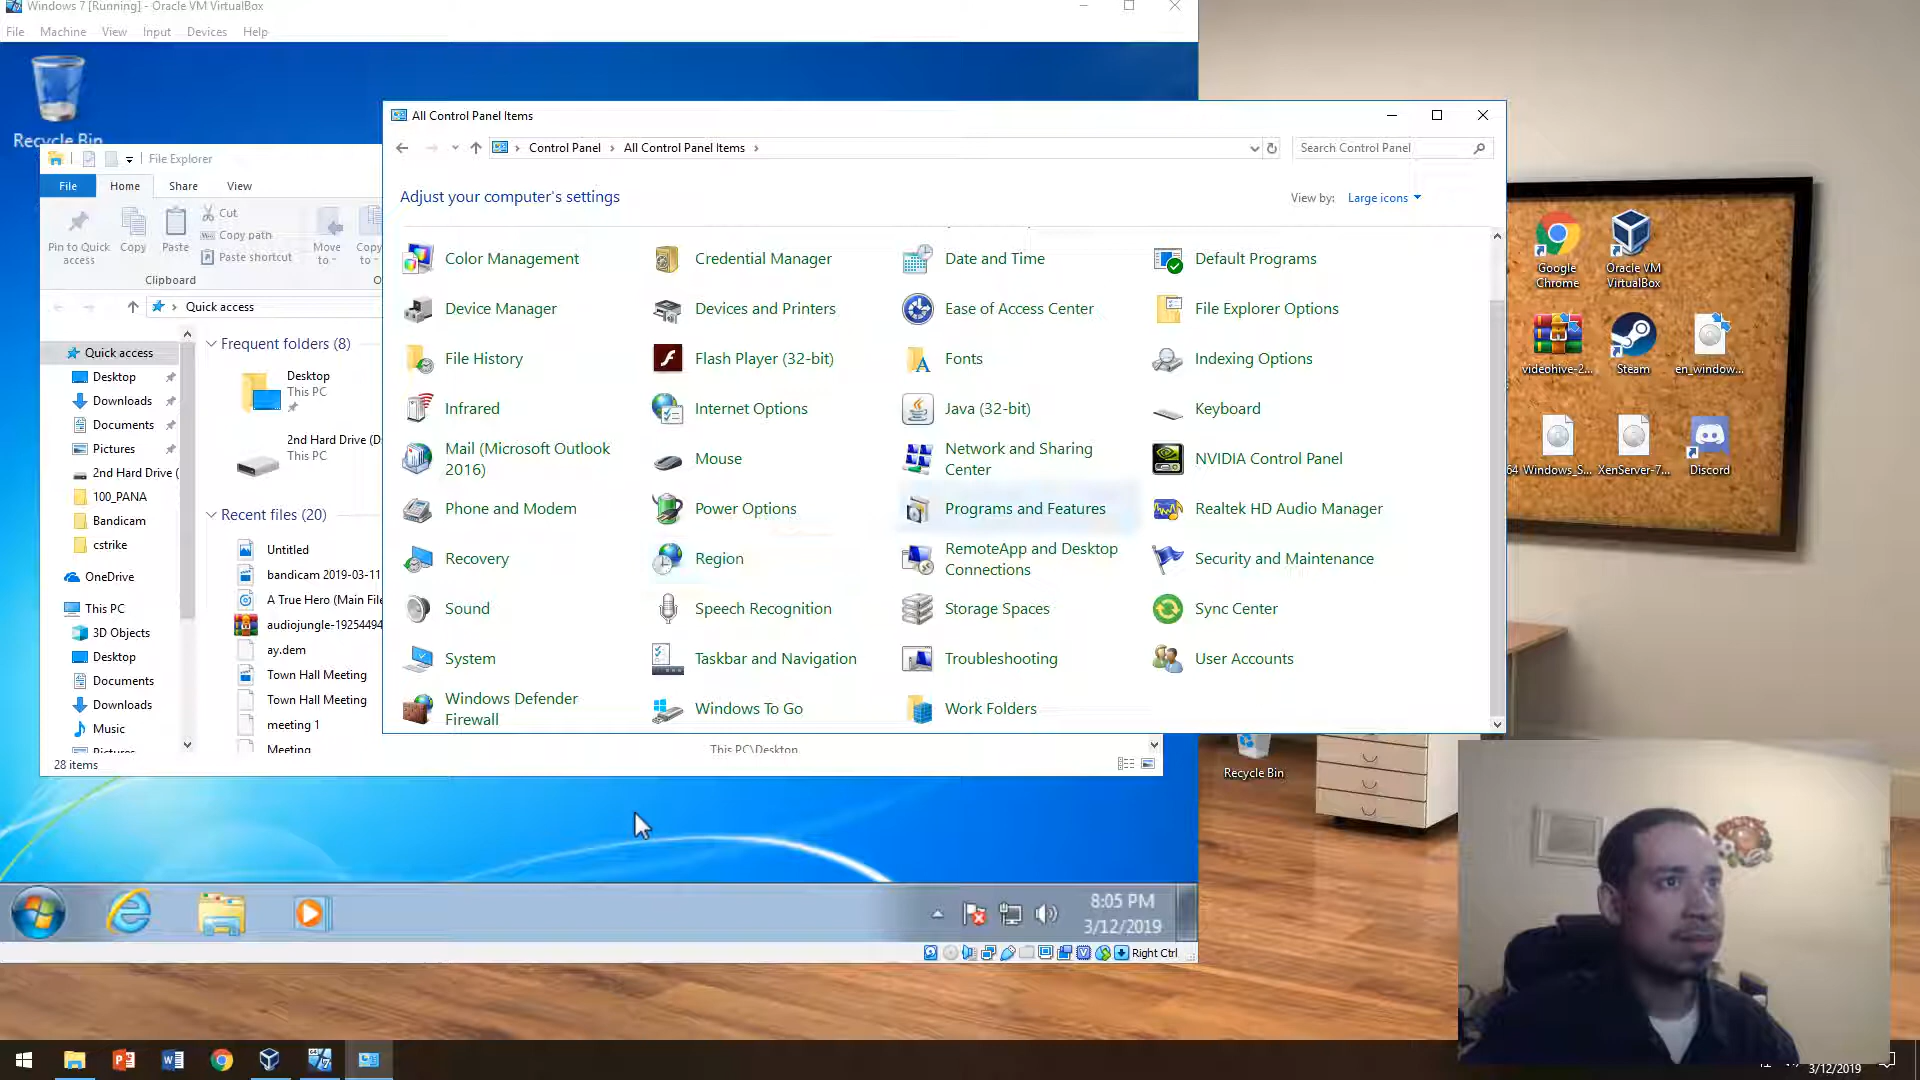 Windows 7 [Running] - Oracle VM VirtualBox
File Machine View Input Devices Help
Recycle Bin
All Control Panel Items
Control Panel > All Control Panel Items >
Search Control Panel
Adjust your computer's settings
View by: Large icons
Color Management
Credential Manager
Date and Time
Default Programs
Device Manager
Devices and Printers
Ease of Access Center
File Explorer Options
File History
Flash Player (32-bit)
Fonts
Indexing Options
Infrared
Internet Options
Java (32-bit)
Keyboard
Mail (Microsoft Outlook
2016)
Mouse
Network and Sharing
Center
NVIDIA Control Panel
Phone and Modem
Power Options
Programs and Features
Realtek HD Audio Manager
Recovery
Region
RemoteApp and Desktop
Connections
Security and Maintenance
Sound
Speech Recognition
Storage Spaces
Sync Center
System
Taskbar and Navigation
Troubleshooting
User Accounts
Windows Defender
Firewall
Windows To Go
Work Folders
File Explorer
File Home Share View
Pin to Quick
access
Copy
Paste
Cut
Copy path
Paste shortcut
Move
to
Copy
to
Clipboard
Quick access
Quick access
Desktop
Downloads
Documents
Pictures
2nd Hard Drive (
100_PANA
Bandicam
cstrike
OneDrive
This PC
3D Objects
Desktop
Documents
Downloads
Music
Pictures
Frequent folders (8)
Desktop
This PC
2nd Hard Drive (D
This PC
Recent files (20)
Untitled
bandicam 2019-03-11
A True Hero (Main File
audiojungle-19254494
ay.dem
Town Hall Meeting
Town Hall Meeting
meeting 1
Meeting
This PC\Desktop
28 items
8:05 PM
3/12/2019
Right Ctrl
Google
Chrome
Oracle VM
VirtualBox
videohive-2...
Steam
en_window...
64
Windows_S...
XenServer-7...
Discord
Recycle Bin
3/12/2019